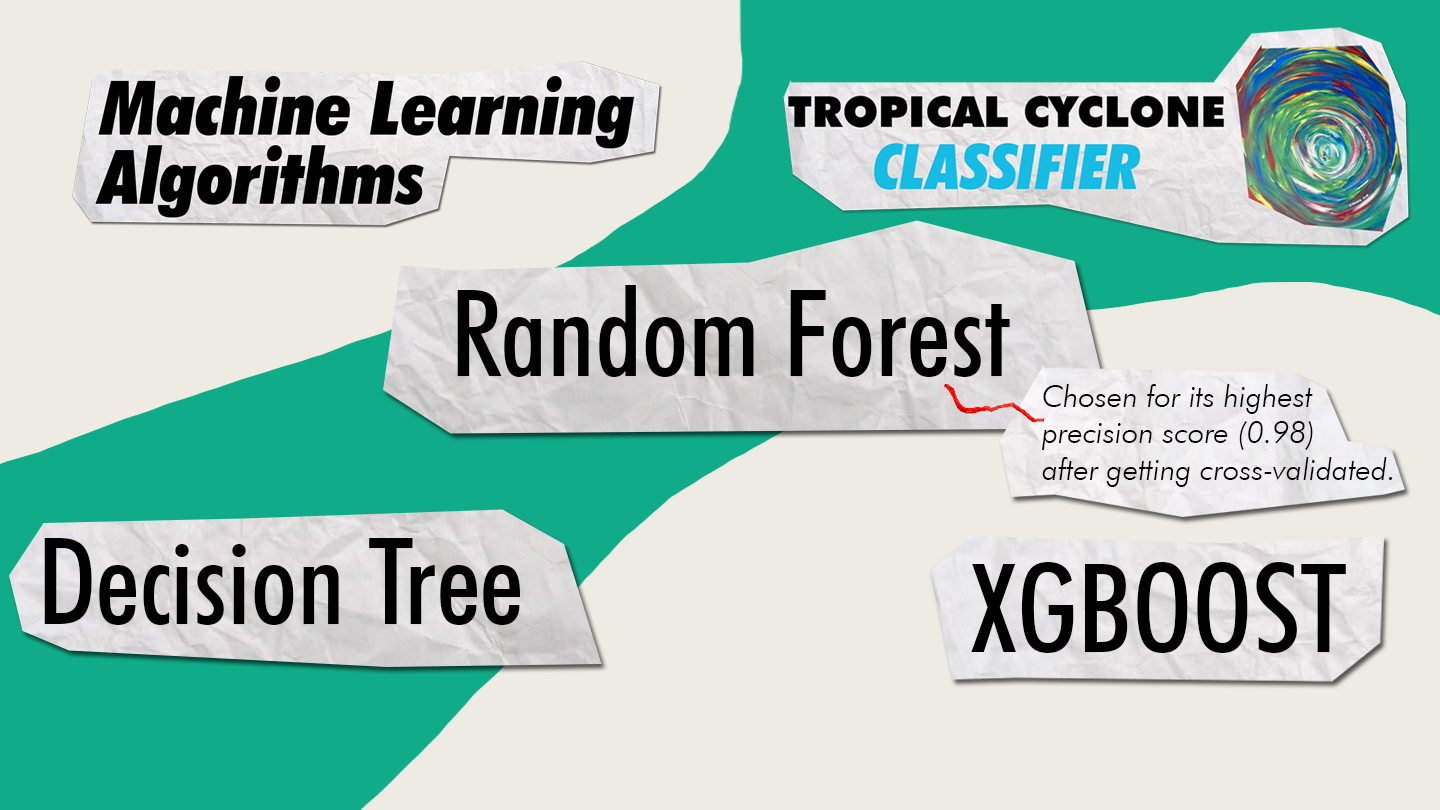 Machine Learning
Algorithms
TROPICAL CYCLONE
CLASSIFIER
Random Forest
Chosen for its highest
precision score (0.98)
after getting cross-validated.
Decision Tree
XGBOOST